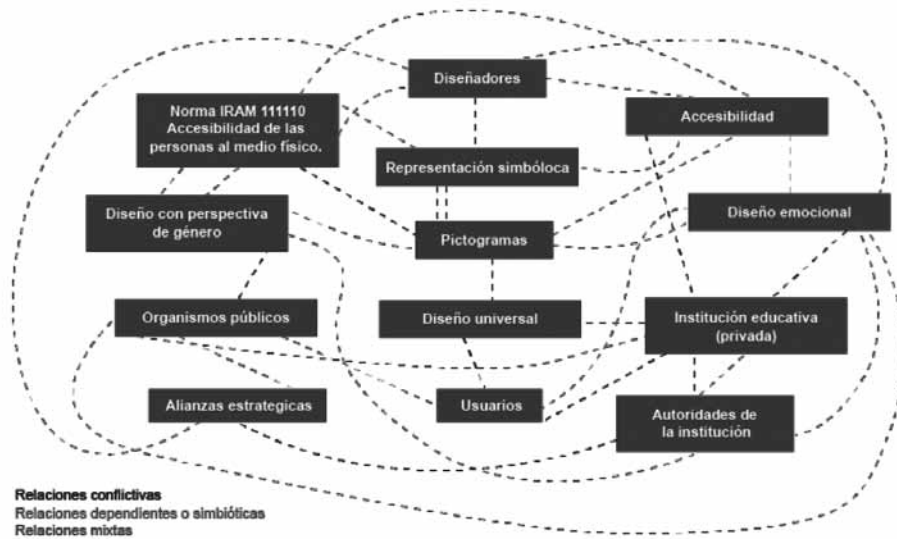 Diseñadores
Norma IRAM 111110
Accesibilidad de las
personas al medio físico.
Accesibilidad
Representación simbóloca
Diseño con perspectiva
de género
Diseño emocional
Pictogramas
Organismos públicos
Diseño universal
Institución educativa
(privada)
Alianzas estrategicas
Usuarios
Autoridades de
la institución
Relaciones conflictivas
Relaciones dependientes o simbióticas
Relaciones mixtas